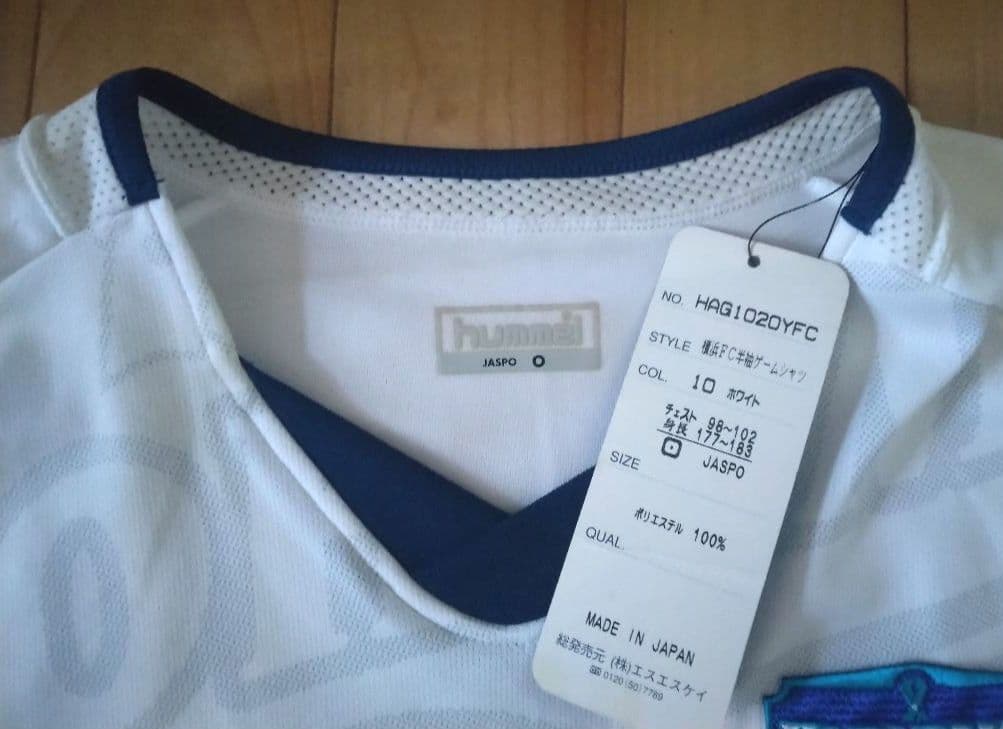 hummel
JASPO O
NO. HAG1020YFC
STYLE 横浜FC半袖ゲームシャツ
COL. 10 ホワイト
チェスト 98~102
身長 177~183
SIZE O JASPO
QUAL. ポリエステル 100%
MADE IN JAPAN
総発売元 (株)エスエスケイ
0120(50)7789